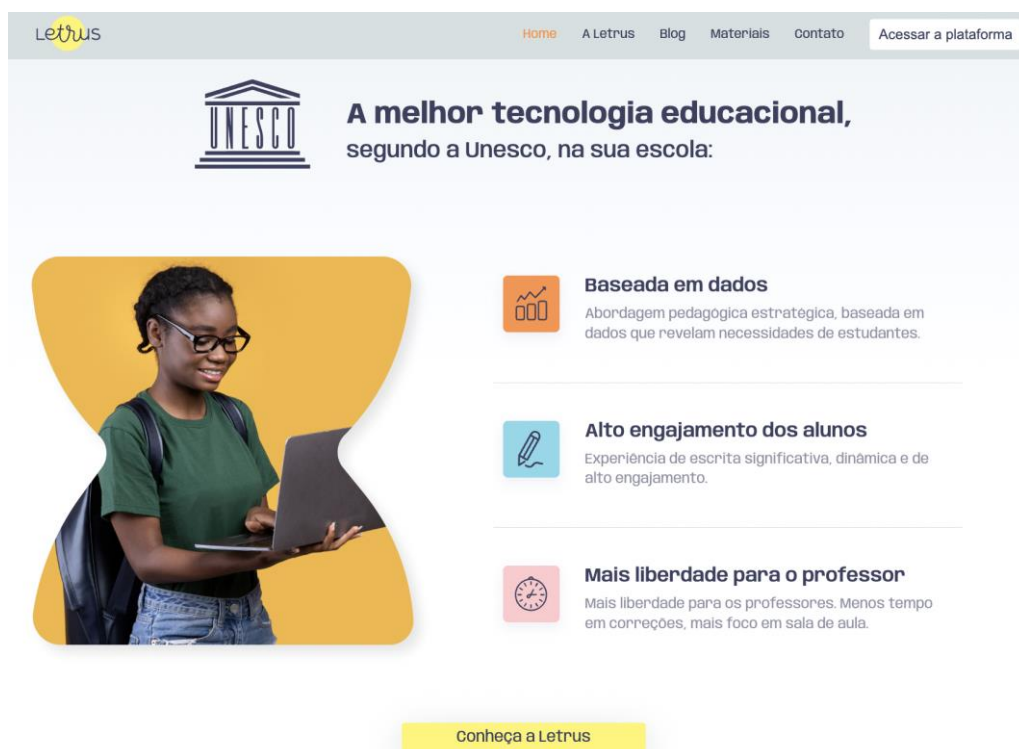 Letrus
Home
A Letrus
Blog
Materiais
Contato
Acessar a plataforma
UNESCO
A melhor tecnologia educacional,
segundo a Unesco, na sua escola:
Baseada em dados
Abordagem pedagógica estratégica, baseada em
dados que revelam necessidades de estudantes.
Alto engajamento dos alunos
Experiência de escrita significativa, dinâmica e de
alto engajamento.
Mais liberdade para o professor
Mais liberdade para os professores. Menos tempo
em correções, mais foco em sala de aula.
Conheça a Letrus